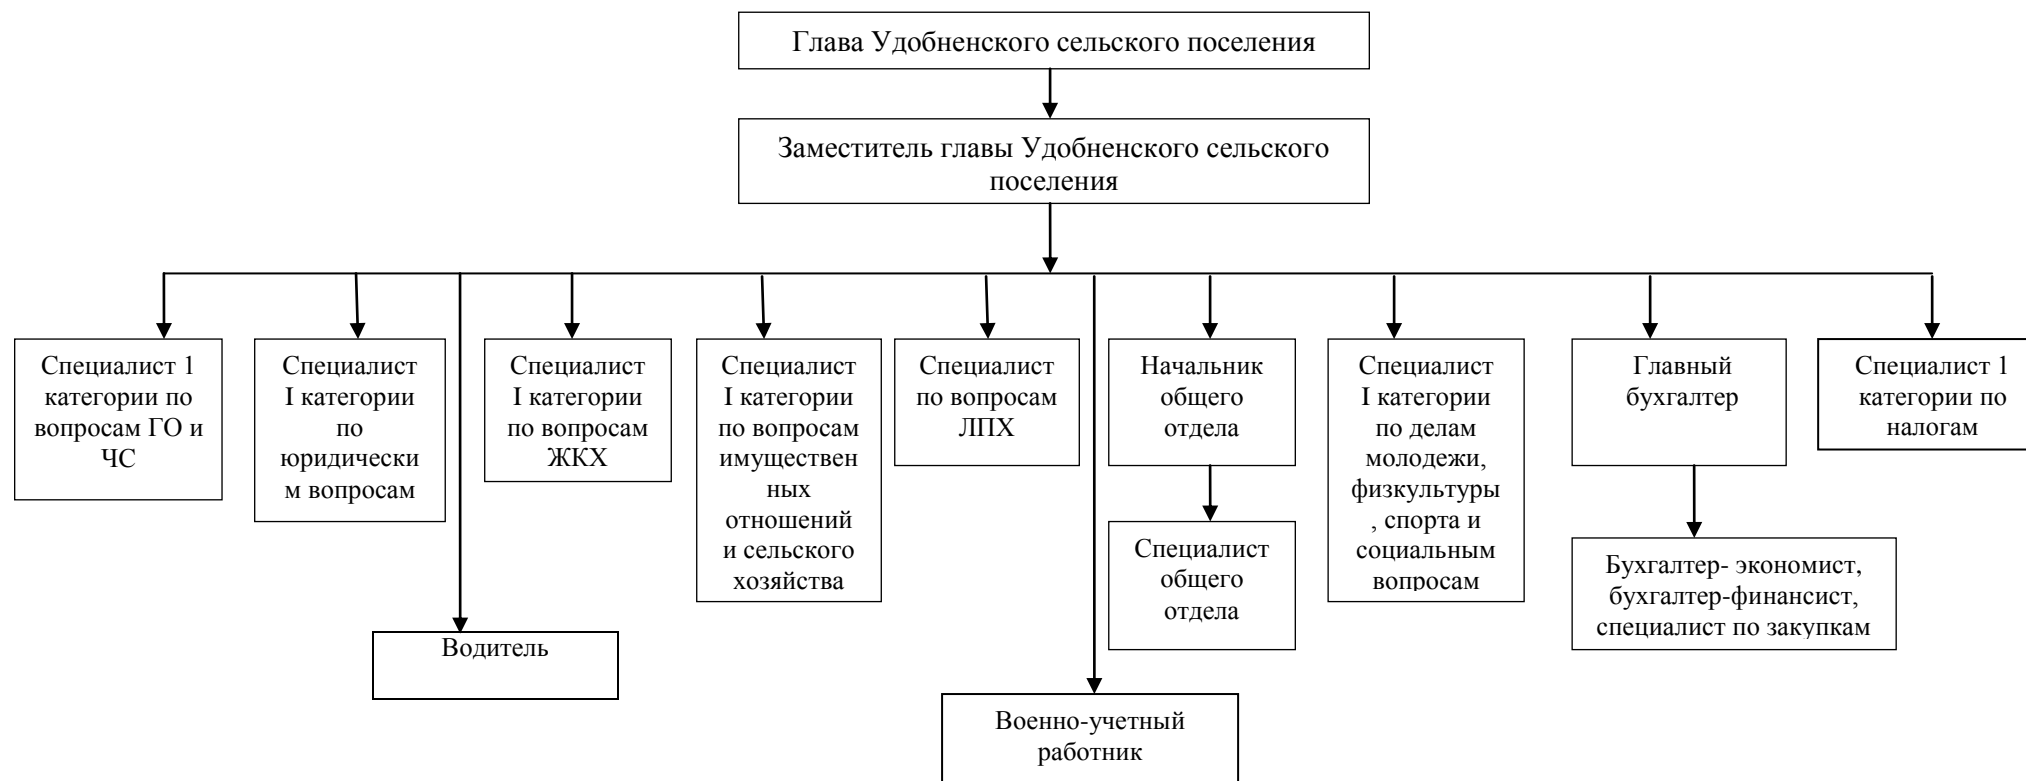 Глава Удобненского сельского поселения
Заместитель главы Удобненского сельского
поселения
Специалист 1
категории по
вопросам ГО и
ЧС
Специалист
I категории
по
юридически
м вопросам
Специалист
I категории
по вопросам
ЖКХ
Специалист
I категории
по вопросам
имуществен
ных
отношений
и сельского
хозяйства
Специалист
по вопросам
ЛПХ
Начальник
общего
отдела
Специалист
I категории
по делам
молодежи,
физкультуры
, спорта и
социальным
вопросам
Главный
бухгалтер
Специалист 1
категории по
налогам
Специалист
общего
отдела
Бухгалтер- экономист,
бухгалтер-финансист,
специалист по закупкам
Водитель
Военно-учетный
работник